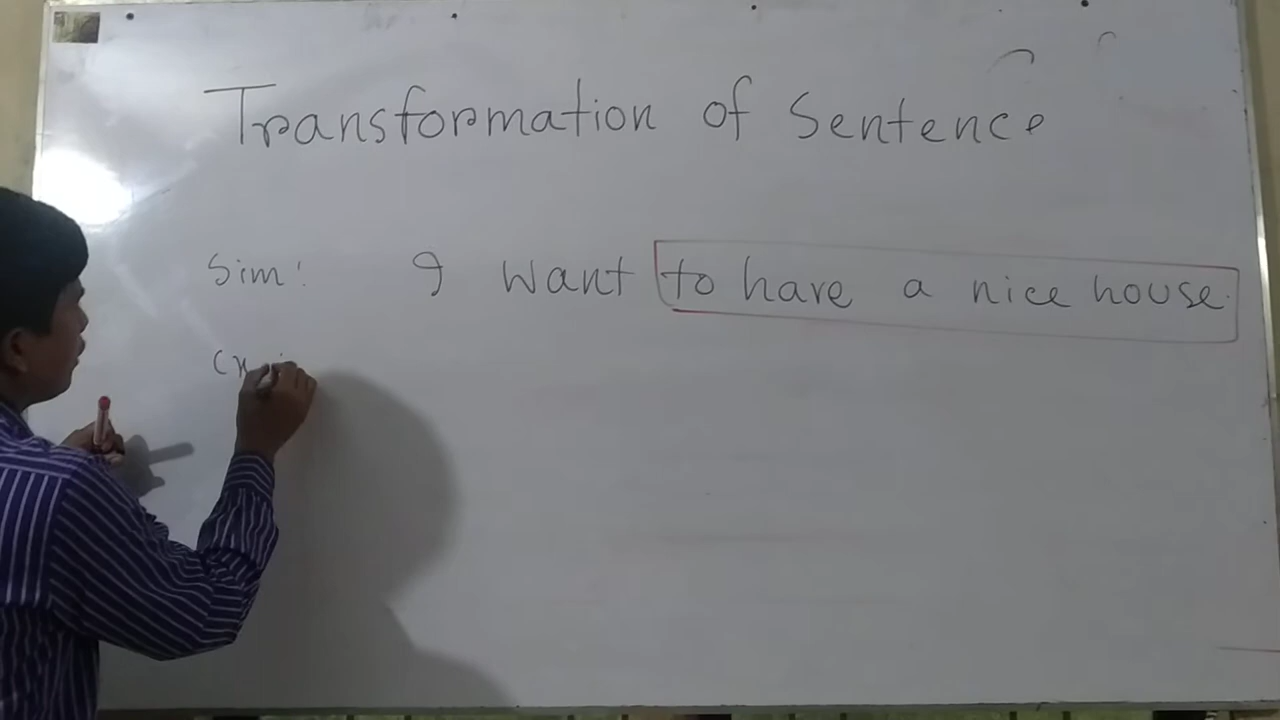 Transformation of Sentence
Sim: I want to have a nice house.